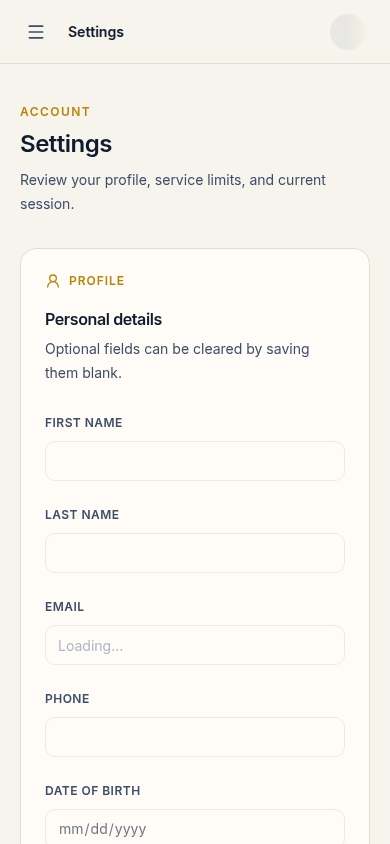 Settings
ACCOUNT
Settings
Review your profile, service limits, and current
session.
PROFILE
Personal details
Optional fields can be cleared by saving
them blank.
FIRST NAME
LAST NAME
EMAIL
Loading...
PHONE
DATE OF BIRTH
mm/dd/yyyy